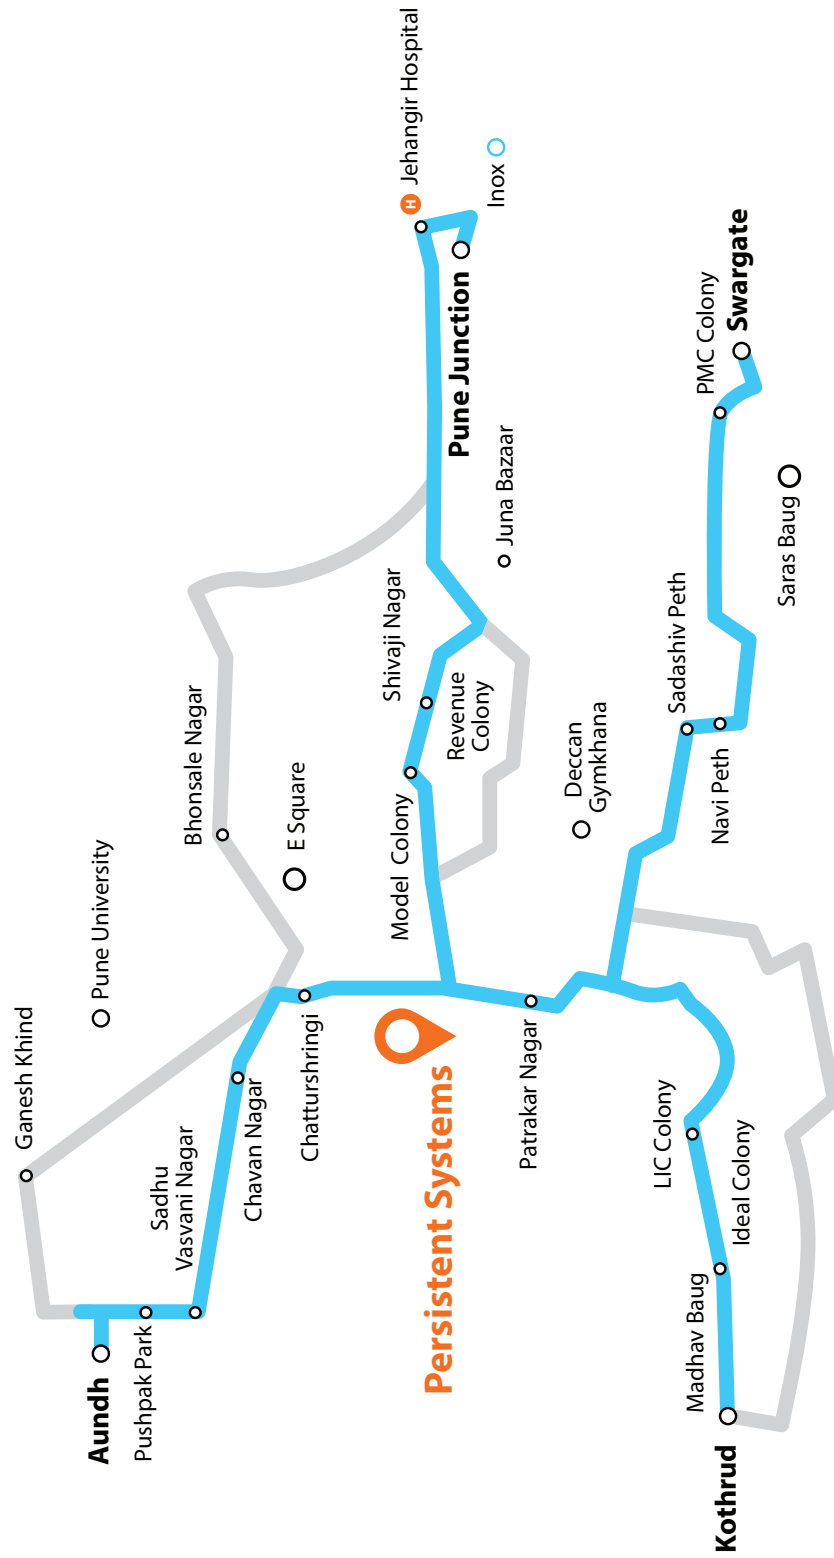 Aundh
Pushpak Park
Sadhu
Vasvani Nagar
Ganesh Khind
Pune University
Chavan Nagar
Chatturshringi
Bhonsale Nagar
E Square
Persistent Systems
Model Colony
Shivaji Nagar
Revenue
Colony
Pune Junction
H
Jehangir Hospital
Inox
Juna Bazaar
Patrakar Nagar
Deccan
Gymkhana
Kothrud
Madhav Baug
LIC Colony
Ideal Colony
Sadashiv Peth
Navi Peth
PMC Colony
Swargate
Saras Baug